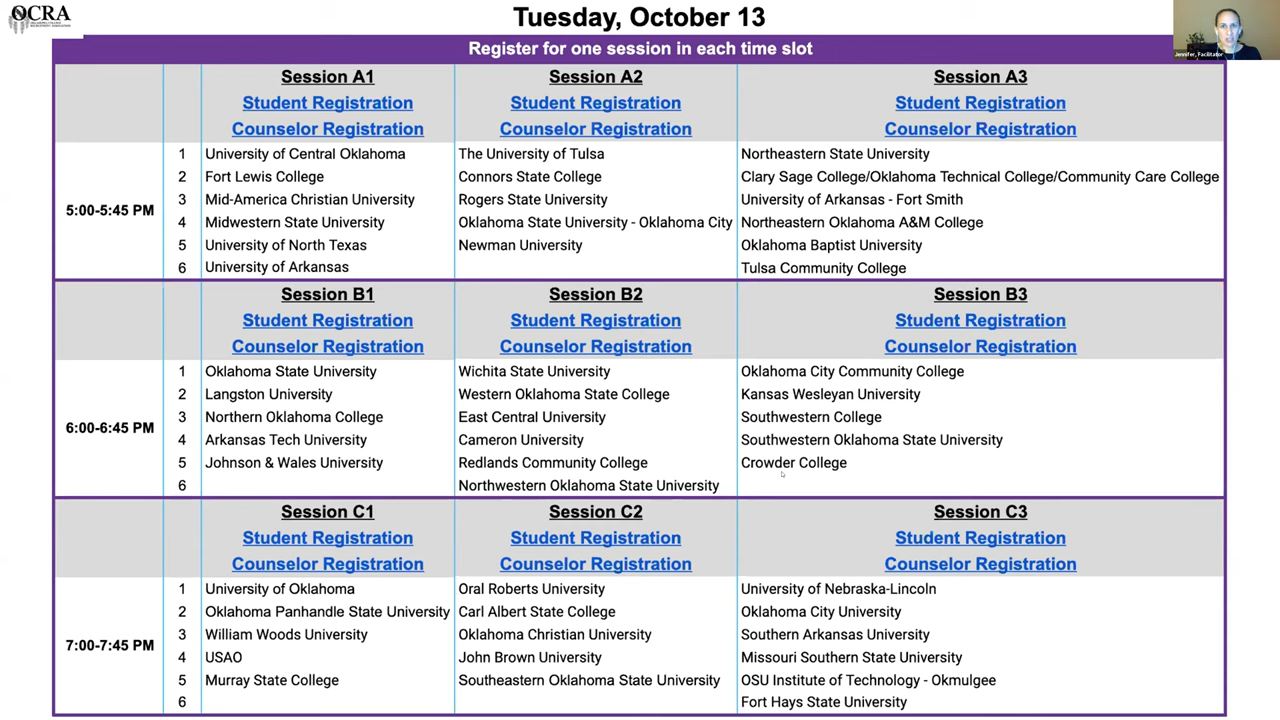 OCRA
Tuesday, October 13
Jennifer, Facilitator
Register for one session in each time slot
Session A1
Student Registration
Counselor Registration
Session A2
Student Registration
Counselor Registration
Session A3
Student Registration
Counselor Registration
5:00-5:45 PM
1 University of Central Oklahoma The University of Tulsa Northeastern State University
2 Fort Lewis College Connors State College Clary Sage College/Oklahoma Technical College/Community Care College
3 Mid-America Christian University Rogers State University University of Arkansas - Fort Smith
4 Midwestern State University Oklahoma State University - Oklahoma City Northeastern Oklahoma A&M College
5 University of North Texas Newman University Oklahoma Baptist University
6 University of Arkansas Tulsa Community College
Session B1
Student Registration
Counselor Registration
Session B2
Student Registration
Counselor Registration
Session B3
Student Registration
Counselor Registration
6:00-6:45 PM
1 Oklahoma State University Wichita State University Oklahoma City Community College
2 Langston University Western Oklahoma State College Kansas Wesleyan University
3 Northern Oklahoma College East Central University Southwestern College
4 Arkansas Tech University Cameron University Southwestern Oklahoma State University
5 Johnson & Wales University Redlands Community College Crowder College
6 Northwestern Oklahoma State University
Session C1
Student Registration
Counselor Registration
Session C2
Student Registration
Counselor Registration
Session C3
Student Registration
Counselor Registration
7:00-7:45 PM
1 University of Oklahoma Oral Roberts University University of Nebraska-Lincoln
2 Oklahoma Panhandle State University Carl Albert State College Oklahoma City University
3 William Woods University Oklahoma Christian University Southern Arkansas University
4 USAO John Brown University Missouri Southern State University
5 Murray State College Southeastern Oklahoma State University OSU Institute of Technology - Okmulgee
6 Fort Hays State University